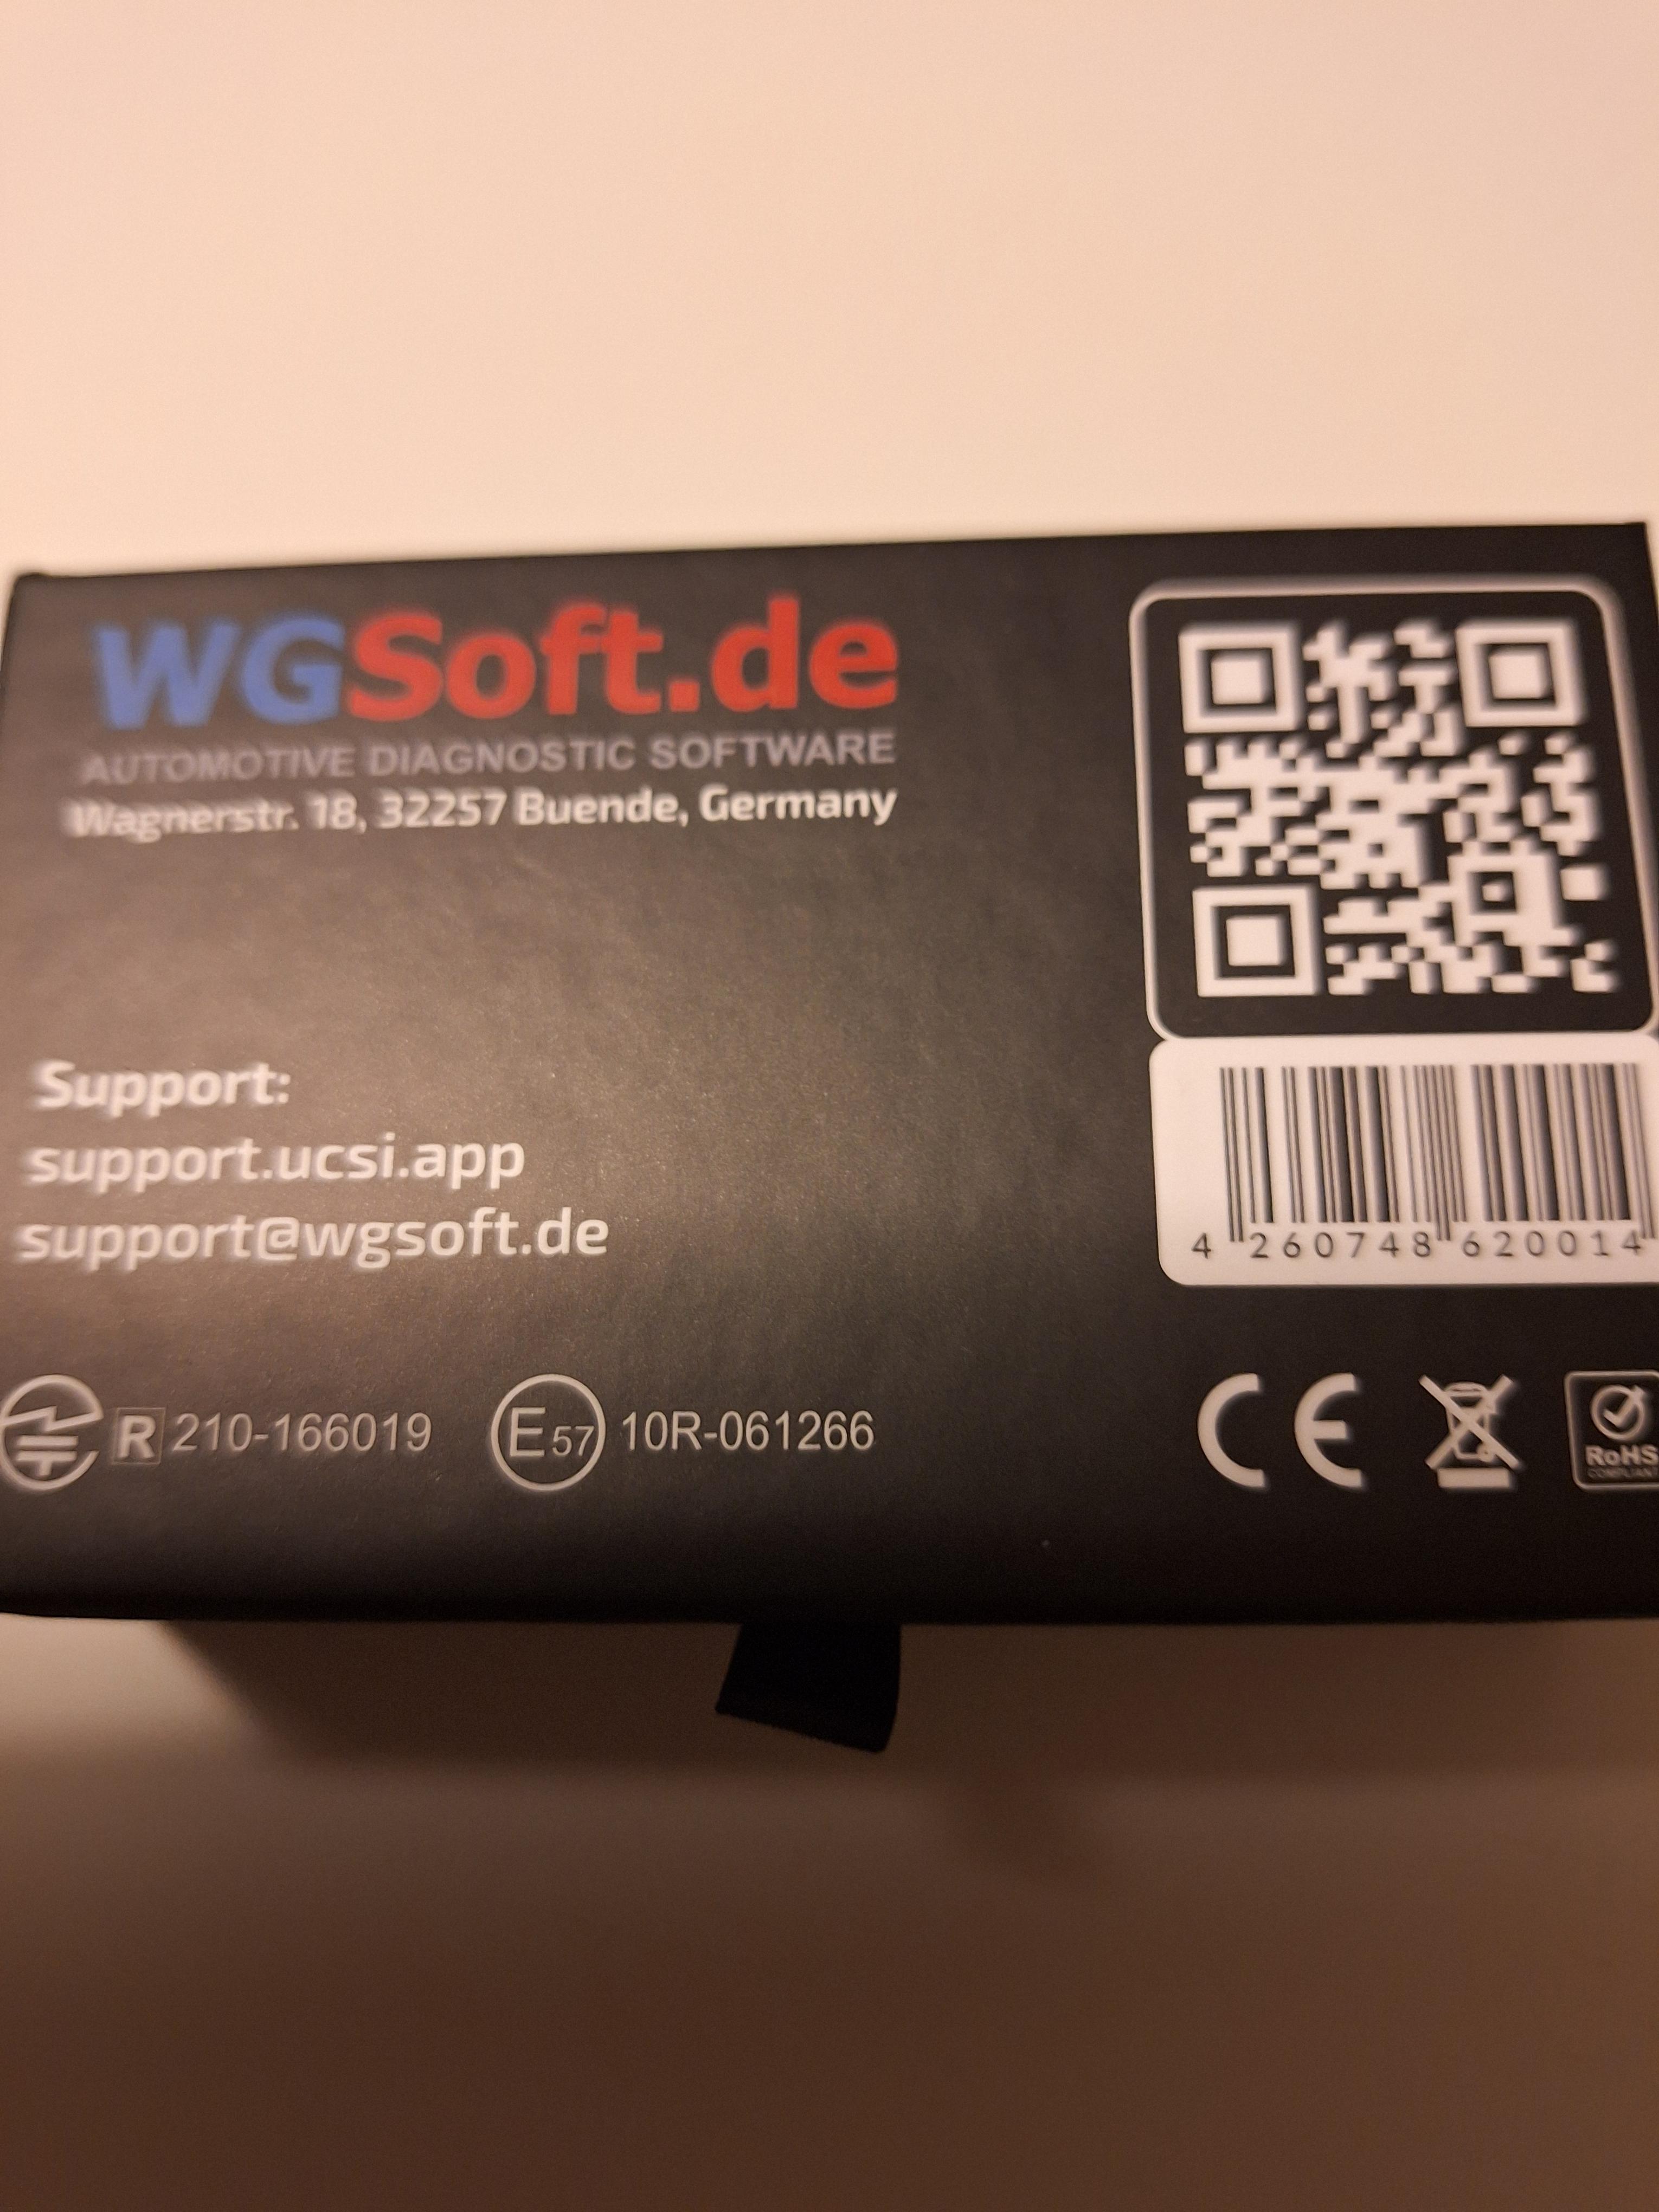 WGSoft.de
AUTOMOTIVE DIAGNOSTIC SOFTWARE
Wagnerstr. 18, 32257 Buende, Germany
Support:
support.ucsi.app
support@wgsoft.de
4 260748 620014
R 210-166019 E57 10R-061266 CE RoHS
COMPLIANT